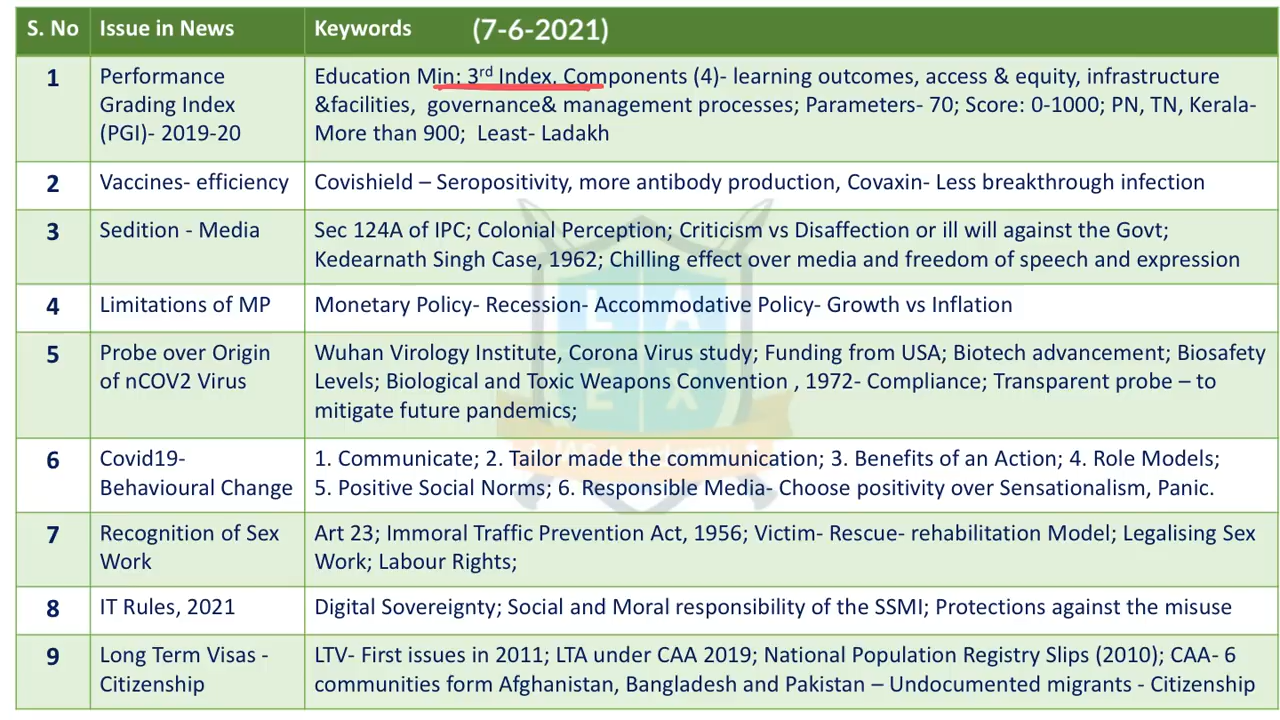 S. No Issue in News Keywords (7-6-2021)
1 Performance Grading Index (PGI)- 2019-20
Education Min: 3rd Index. Components (4)- learning outcomes, access & equity, infrastructure
&facilities, governance& management processes; Parameters- 70; Score: 0-1000; PN, TN, Kerala-
More than 900; Least- Ladakh
2 Vaccines- efficiency
Covishield – Seropositivity, more antibody production, Covaxin- Less breakthrough infection
3 Sedition - Media
Sec 124A of IPC; Colonial Perception; Criticism vs Disaffection or ill will against the Govt;
Kedearnath Singh Case, 1962; Chilling effect over media and freedom of speech and expression
4 Limitations of MP
Monetary Policy- Recession- Accommodative Policy- Growth vs Inflation
5 Probe over Origin of nCOV2 Virus
Wuhan Virology Institute, Corona Virus study; Funding from USA; Biotech advancement; Biosafety
Levels; Biological and Toxic Weapons Convention , 1972- Compliance; Transparent probe – to
mitigate future pandemics;
6 Covid19- Behavioural Change
1. Communicate; 2. Tailor made the communication; 3. Benefits of an Action; 4. Role Models;
5. Positive Social Norms; 6. Responsible Media- Choose positivity over Sensationalism, Panic.
7 Recognition of Sex Work
Art 23; Immoral Traffic Prevention Act, 1956; Victim- Rescue- rehabilitation Model; Legalising Sex
Work; Labour Rights;
8 IT Rules, 2021
Digital Sovereignty; Social and Moral responsibility of the SSMI; Protections against the misuse
9 Long Term Visas - Citizenship
LTV- First issues in 2011; LTA under CAA 2019; National Population Registry Slips (2010); CAA- 6
communities form Afghanistan, Bangladesh and Pakistan – Undocumented migrants - Citizenship
L A
E X